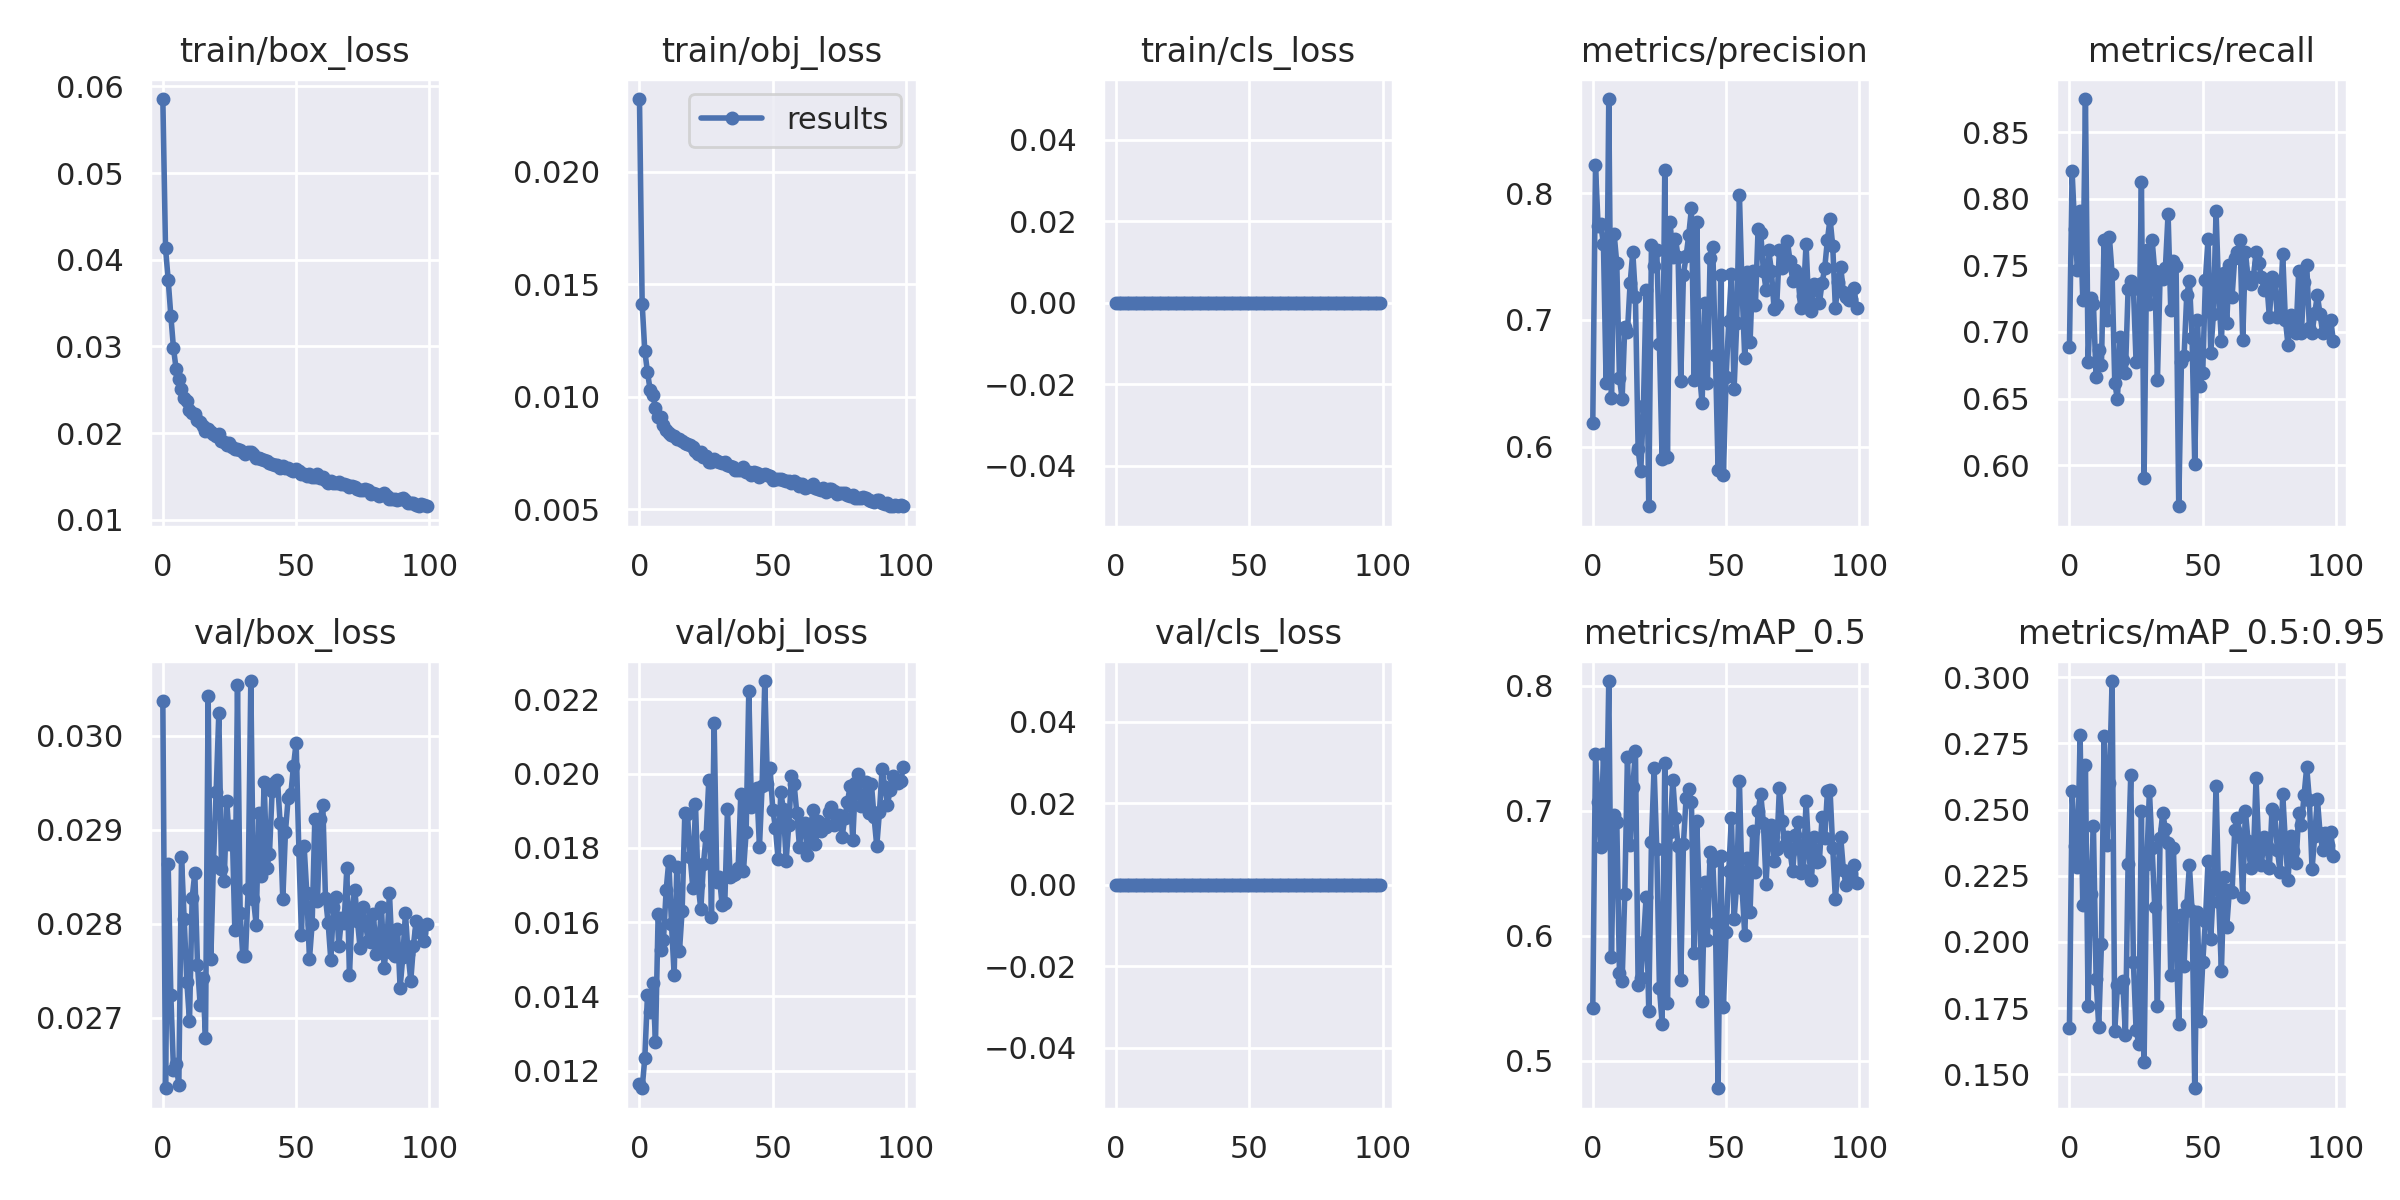 train/box_loss
0.06
0.05
0.04
0.03
0.02
0.01
0 50 100
train/obj_loss
results
0.020
0.015
0.010
0.005
0 50 100
train/cls_loss
0.04
0.02
0.00
−0.02
−0.04
0 50 100
metrics/precision
0.8
0.7
0.6
0 50 100
metrics/recall
0.85
0.80
0.75
0.70
0.65
0.60
0 50 100
val/box_loss
0.030
0.029
0.028
0.027
0 50 100
val/obj_loss
0.022
0.020
0.018
0.016
0.014
0.012
0 50 100
val/cls_loss
0.04
0.02
0.00
−0.02
−0.04
0 50 100
metrics/mAP_0.5
0.8
0.7
0.6
0.5
0 50 100
metrics/mAP_0.5:0.95
0.300
0.275
0.250
0.225
0.200
0.175
0.150
0 50 100